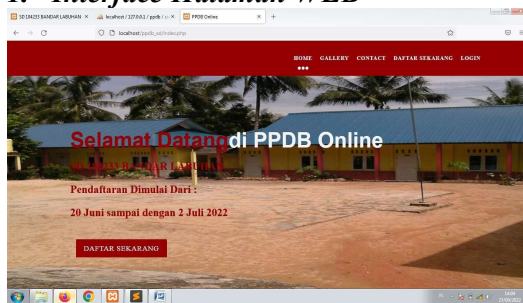 1. Interface Halaman WEB
SD 104233 BANDAR LABUHAN
localhost / 127.0.0.1 / ppdb /
PPDB Online
localhost/ppdb_sd/index.php
HOME GALLERY CONTACT DAFTAR SEKARANG LOGIN
Selamat Datang di PPDB Online
SD 104233 BANDAR LABUHAN
Pendaftaran Dimulai Dari :
20 Juni sampai dengan 2 Juli 2022
DAFTAR SEKARANG